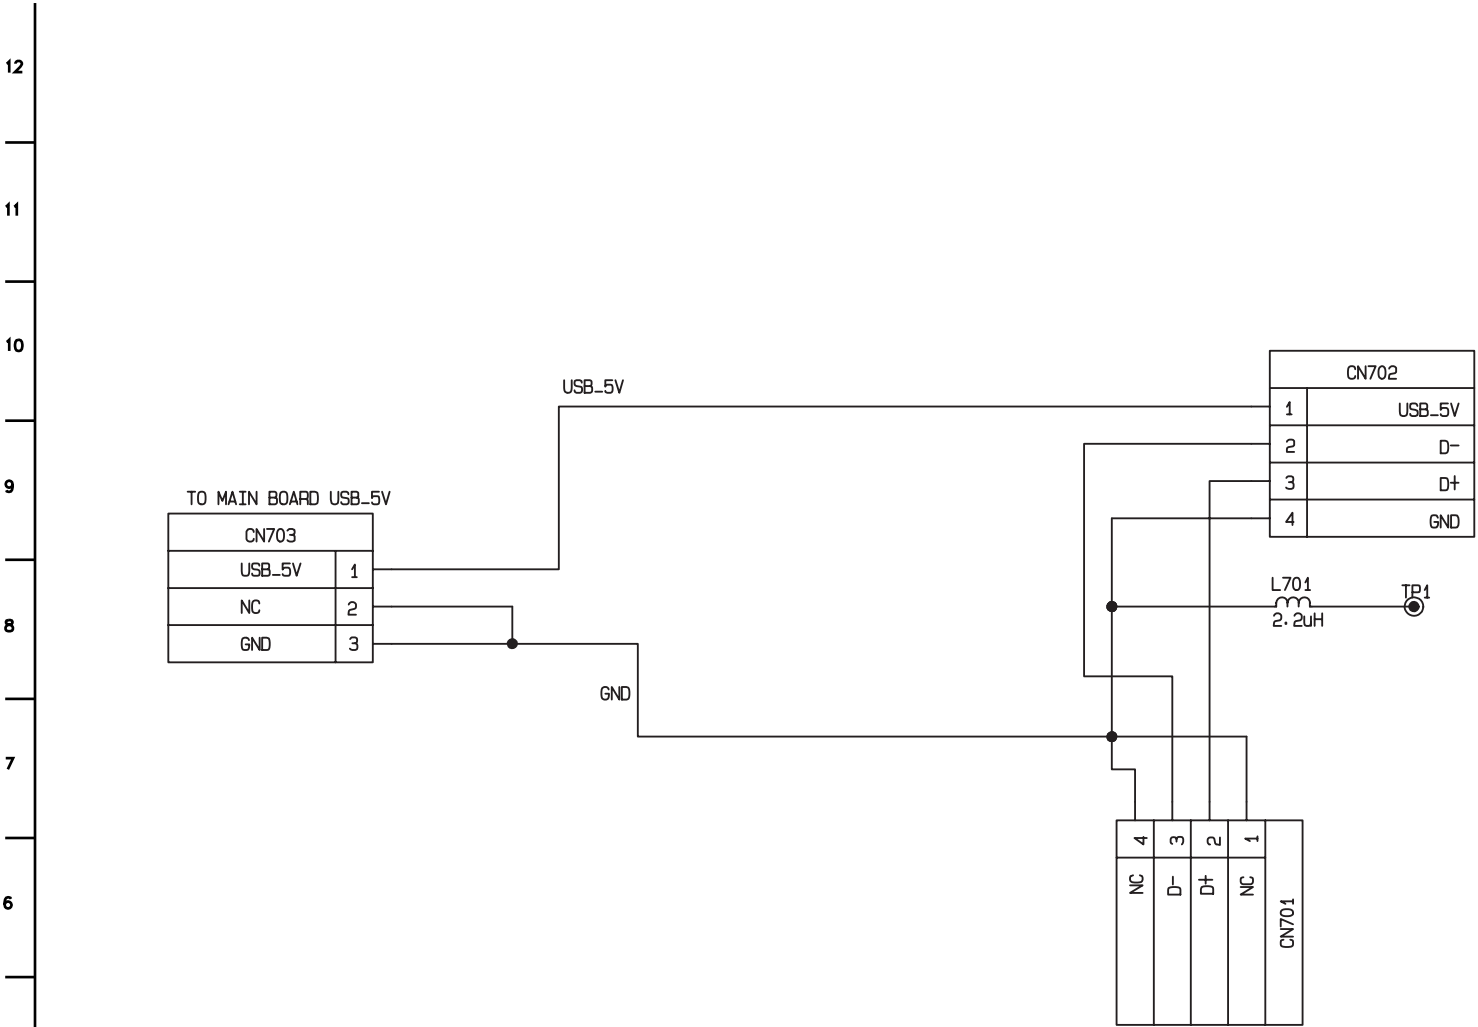 12
11
10
9
8
7
6
USB_5V
TO MAIN BOARD USB_5V
CN703
USB_5V 1
NC 2
GND 3
GND
CN702
1 USB_5V
2 D-
3 D+
4 GND
L701
2.2uH
TP1
4 3 2 1
NC D- D+ NC
CN701